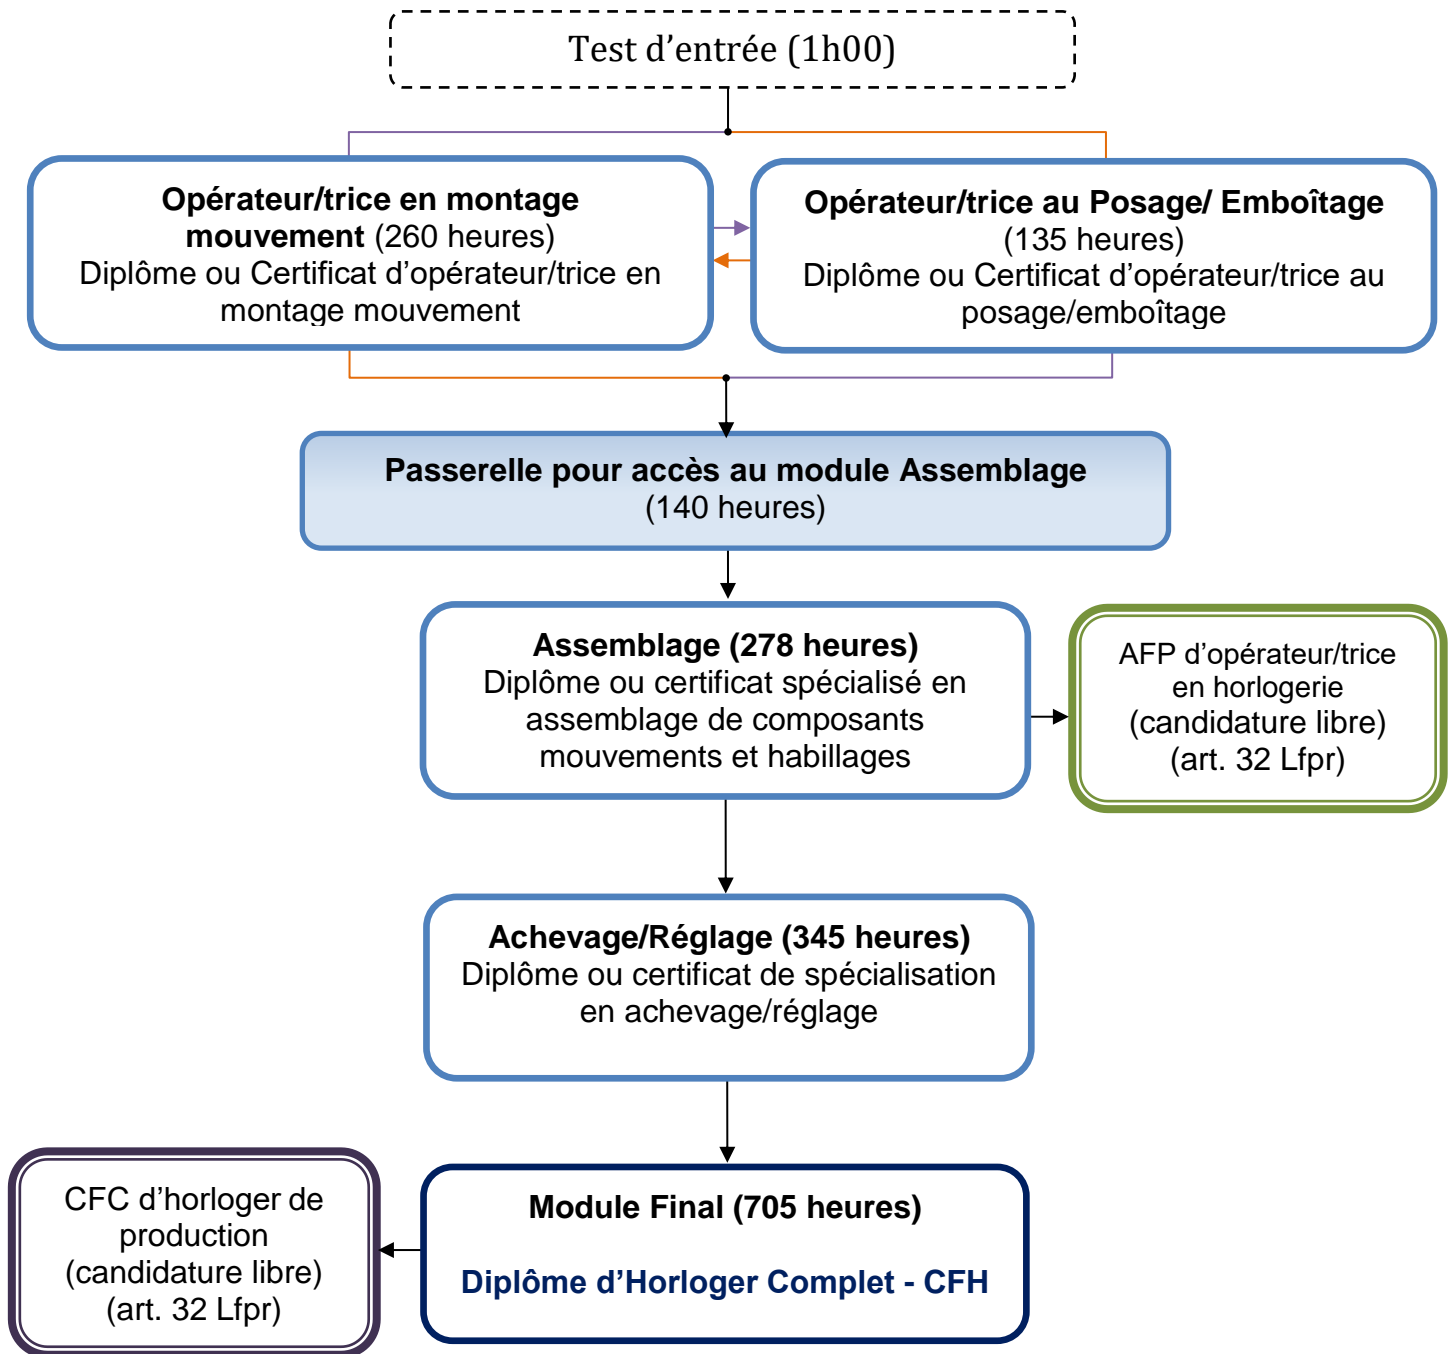 Test d’entrée (1h00)
Opérateur/trice en montage
mouvement (260 heures)
Diplôme ou Certificat d’opérateur/trice en
montage mouvement
Opérateur/trice au Posage/ Emboîtage
(135 heures)
Diplôme ou Certificat d’opérateur/trice au
posage/emboîtage
Passerelle pour accès au module Assemblage
(140 heures)
Assemblage (278 heures)
Diplôme ou certificat spécialisé en
assemblage de composants
mouvements et habillages
AFP d’opérateur/trice
en horlogerie
(candidature libre)
(art. 32 Lfpr)
Achevage/Réglage (345 heures)
Diplôme ou certificat de spécialisation
en achevage/réglage
CFC d’horloger de
production
(candidature libre)
(art. 32 Lfpr)
Module Final (705 heures)
Diplôme d’Horloger Complet - CFH